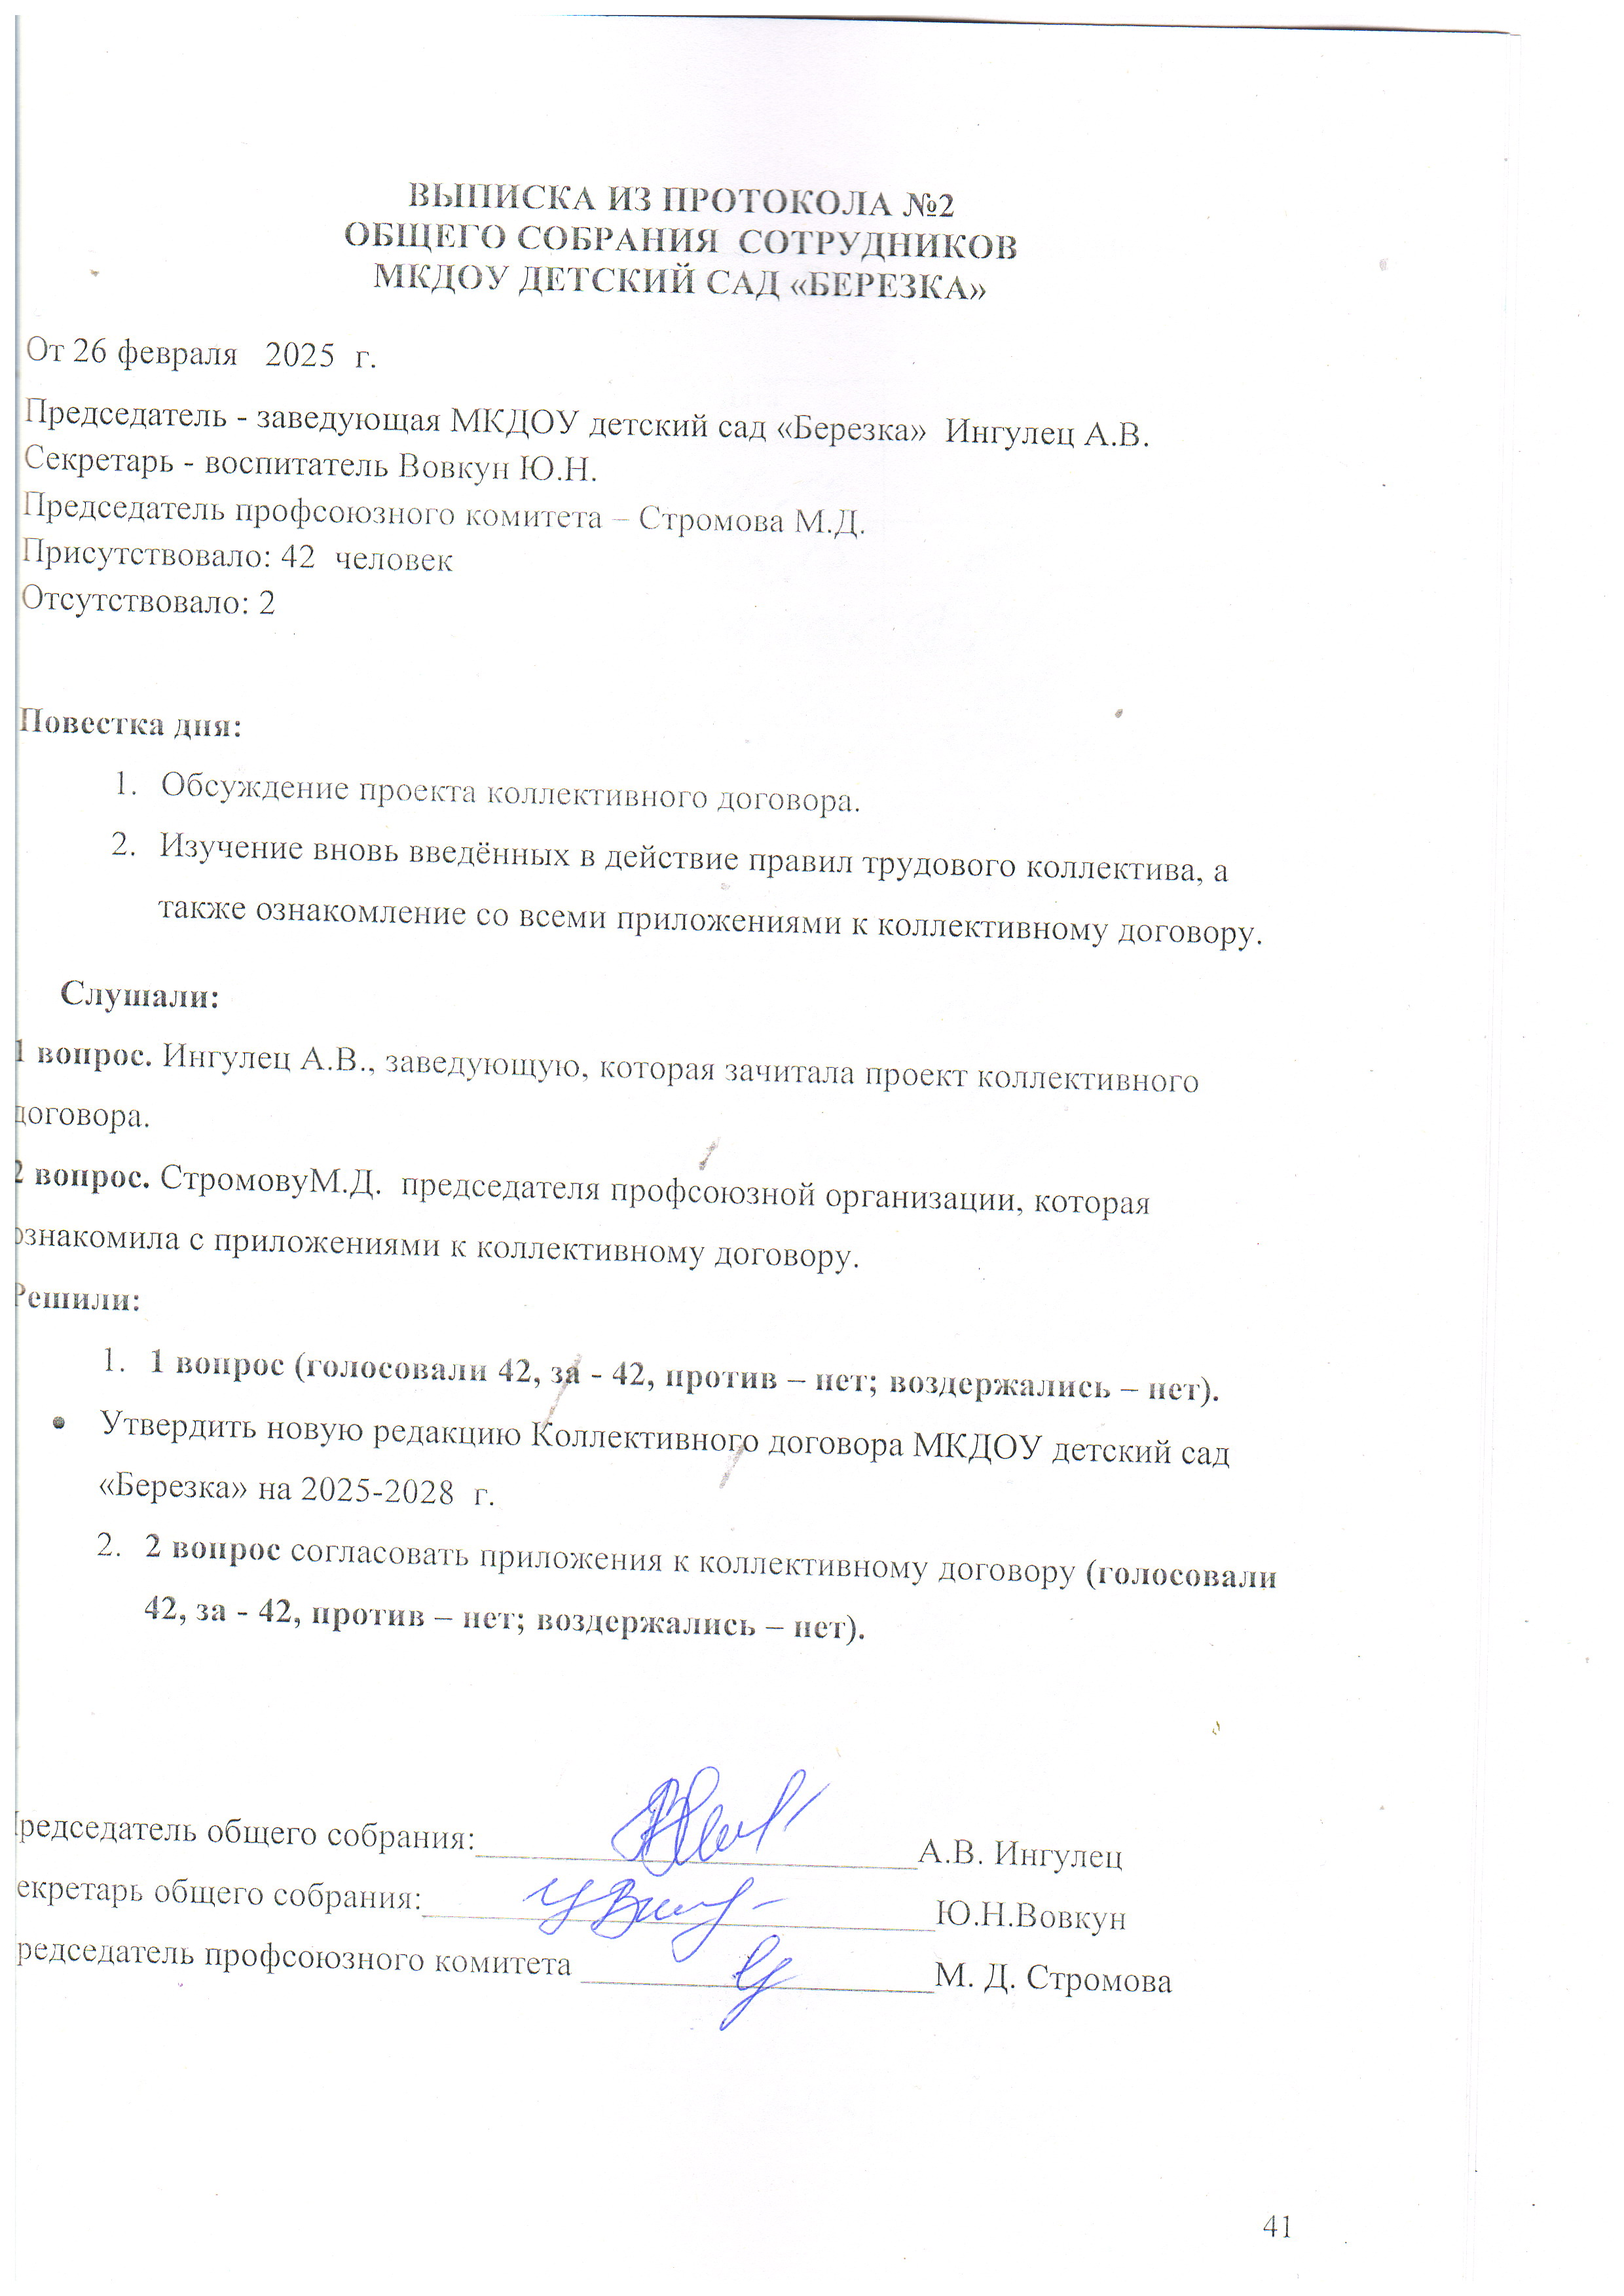 ВЫПИСКА ИЗ ПРОТОКОЛА №2
ОБЩЕГО СОБРАНИЯ СОТРУДНИКОВ
МКДОУ ДЕТСКИЙ САД «БЕРЕЗКА»
От 26 февраля 2025 г.
Председатель - заведующая МКДОУ детский сад «Березка» Ингулец А.В.
Секретарь - воспитатель Вовкун Ю.Н.
Председатель профсоюзного комитета – Стромова М.Д.
Присутствовало: 42 человек
Отсутствовало: 2
Повестка дня:
1. Обсуждение проекта коллективного договора.
2. Изучение вновь введённых в действие правил трудового коллектива, а
также ознакомление со всеми приложениями к коллективному договору.
Слушали:
1 вопрос. Ингулец А.В., заведующую, которая зачитала проект коллективного
договора.
2 вопрос. СтромовуМ.Д. председателя профсоюзной организации, которая
ознакомила с приложениями к коллективному договору.
Решили:
1. 1 вопрос (голосовали 42, за - 42, против – нет; воздержались – нет).
• Утвердить новую редакцию Коллективного договора МКДОУ детский сад
«Березка» на 2025-2028 г.
2. 2 вопрос согласовать приложения к коллективному договору (голосовали
42, за - 42, против – нет; воздержались – нет).
редседатель общего собрания:____________________А.В. Ингулец
екретарь общего собрания:____________________Ю.Н.Вовкун
редседатель профсоюзного комитета ____________________М. Д. Стромова
41